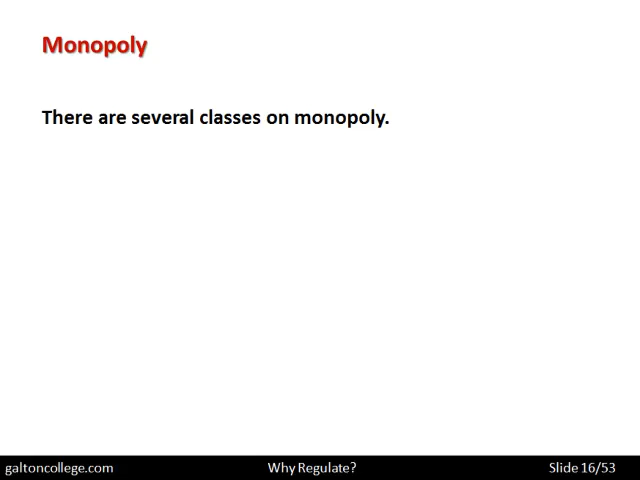 Monopoly
There are several classes on monopoly.
galtoncollege.com Why Regulate? Slide 16/53